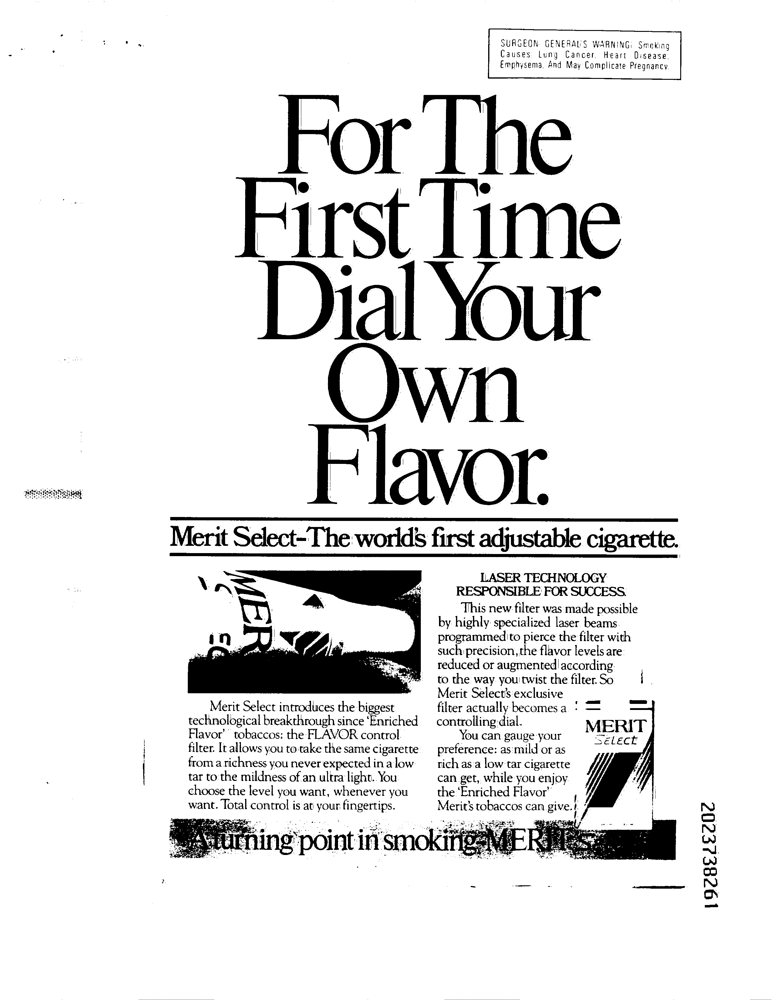 SURGEON GENERAL'S WARNING: Smoking
Causes Lung Cancer, Heart Disease,
Emphysema, And May Complicate Pregnancy.
For The
First Time
Dial Your
Own
Flavor.
Merit Select–The world's first adjustable cigarette.
MER
Merit Select introduces the biggest
technological breakthrough since 'Enriched
Flavor' tobaccos: the FLAVOR control
filter. It allows you to take the same cigarette
from a richness you never expected in a low
tar to the mildness of an ultra light. You
choose the level you want, whenever you
want. Total control is at your fingertips.
LASER TECHNOLOGY
RESPONSIBLE FOR SUCCESS.
This new filter was made possible
by highly specialized laser beams
programmed to pierce the filter with
such precision, the flavor levels are
reduced or augmented according
to the way you twist the filter. So
Merit Select's exclusive
filter actually becomes a
controlling dial.
You can gauge your
preference: as mild or as
rich as a low tar cigarette
can get, while you enjoy
the 'Enriched Flavor'
Merit's tobaccos can give.
MERIT
Select
A turning point in smoking–MERIT
2023738261